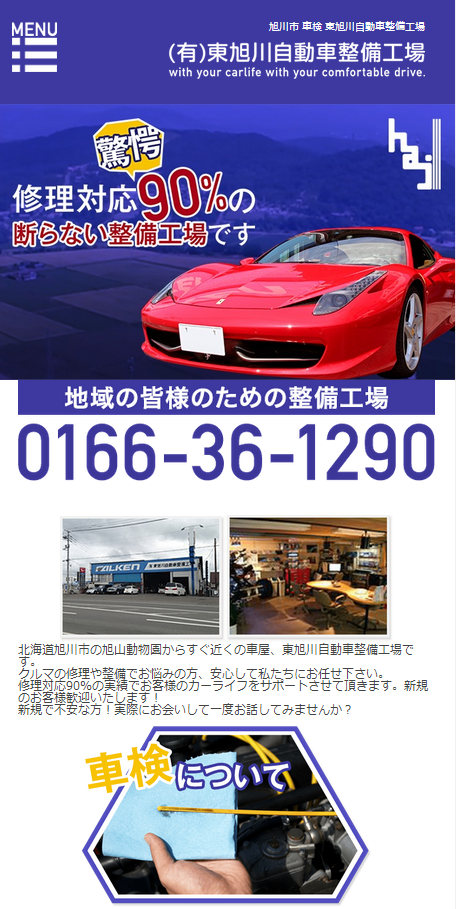 MENU
旭川市 車検 東旭川自動車整備工場
(有)東旭川自動車整備工場
with your carlife with your comfortable drive.
haj
驚愕
修理対応90%の
断らない整備工場です
地域の皆様のための整備工場
0166-36-1290
FALKEN
北海道旭川市の旭山動物園からすぐ近くの車屋、東旭川自動車整備工場で
す。
クルマの修理や整備でお悩みの方、安心して私たちにお任せ下さい。
修理対応90％の実績でお客様のカーライフをサポートさせて頂きます。新規
のお客様歓迎いたします！
新規で不安な方！実際にお会いして一度お話してみませんか？
車検について